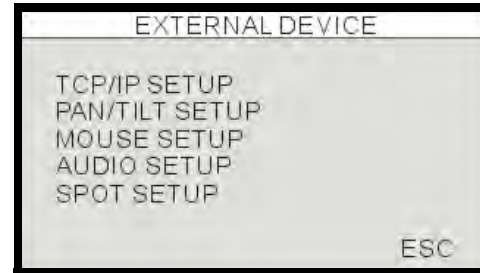 EXTERNAL DEVICE
TCP/IP SETUP
PAN/TILT SETUP
MOUSE SETUP
AUDIO SETUP
SPOT SETUP
ESC